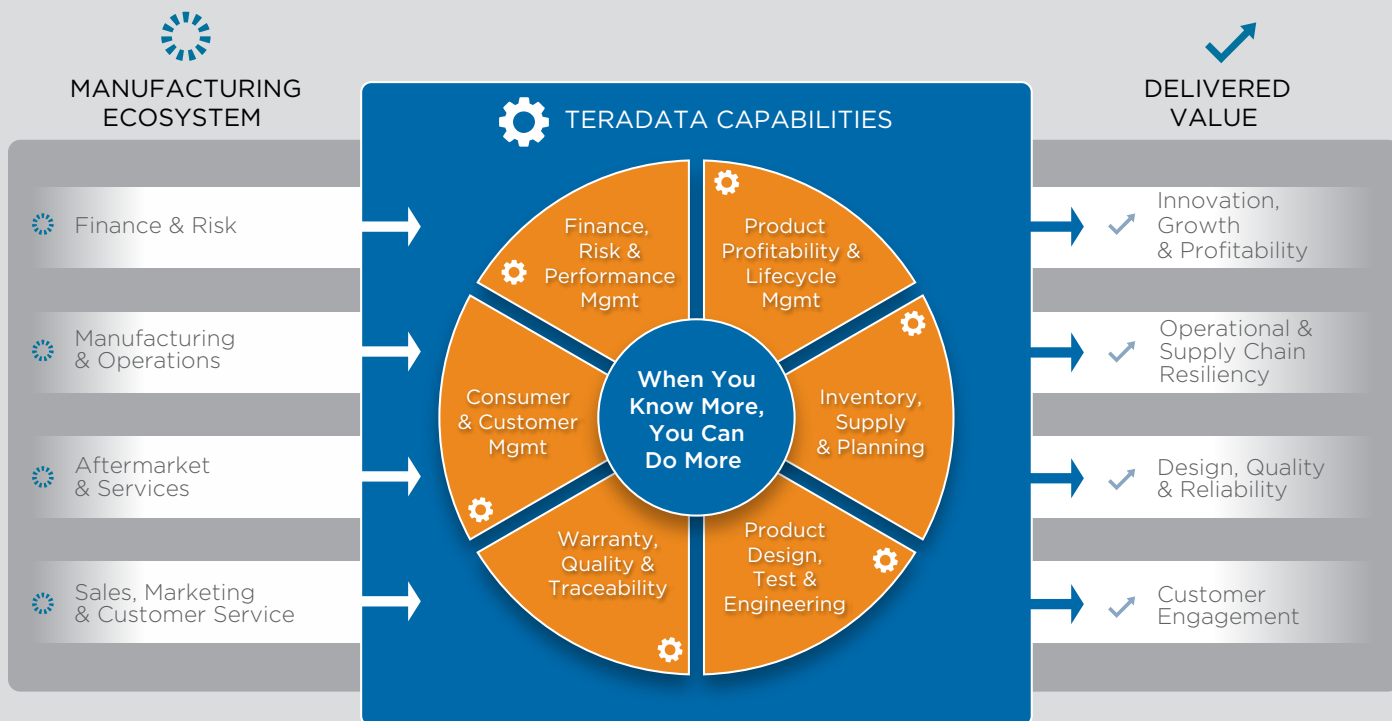 MANUFACTURING
ECOSYSTEM
Finance & Risk
Manufacturing
& Operations
Aftermarket
& Services
Sales, Marketing
& Customer Service
TERADATA CAPABILITIES
Finance,
Risk &
Performance
Mgmt
Product
Profitability &
Lifecycle
Mgmt
Consumer
& Customer
Mgmt
When You
Know More,
You Can
Do More
Inventory,
Supply
& Planning
Warranty,
Quality &
Traceability
Product
Design,
Test &
Engineering
DELIVERED
VALUE
Innovation,
Growth
& Profitability
Operational &
Supply Chain
Resiliency
Design, Quality
& Reliability
Customer
Engagement